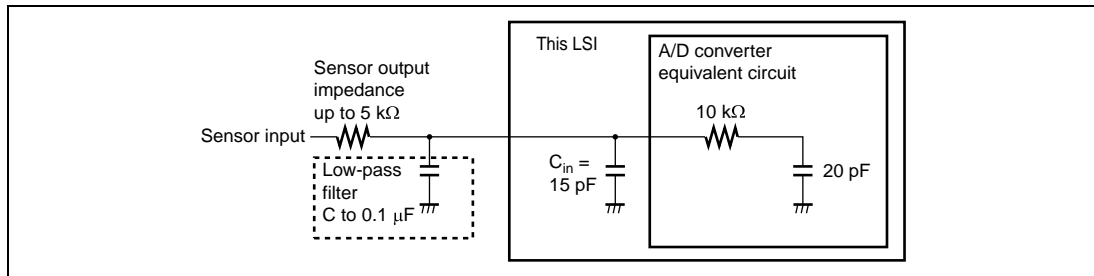 This LSI
A/D converter
equivalent circuit
Sensor output
impedance
up to 5 kΩ
10 kΩ
Sensor input
Low-pass
filter
C to 0.1 μF
C_in =
15 pF
20 pF